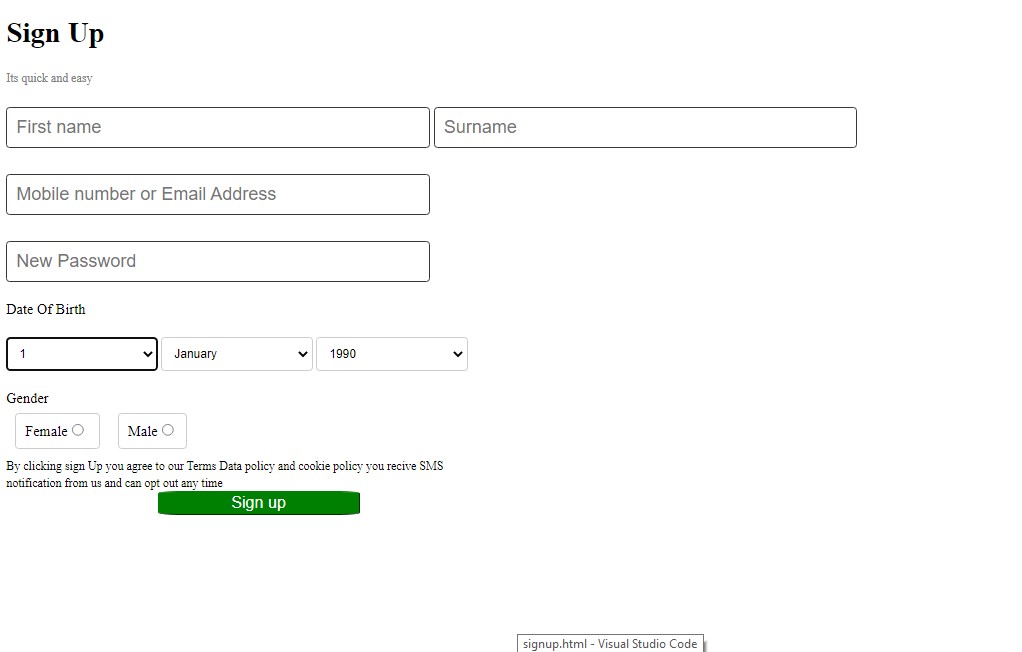 Sign Up
Its quick and easy
First name Surname
Mobile number or Email Address
New Password
Date Of Birth
1 January 1990
Gender
Female Male
By clicking sign Up you agree to our Terms Data policy and cookie policy you recive SMS
notification from us and can opt out any time
Sign up
signup.html - Visual Studio Code